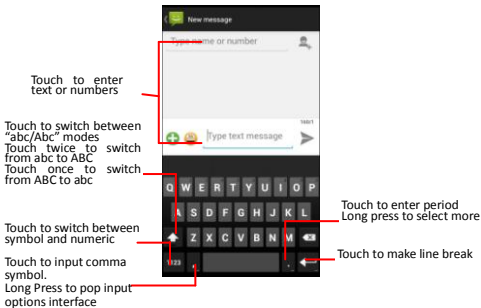 New message
Type name or number
Touch to enter
text or numbers
160/1
Type text message
Touch to switch between
"abc/Abc" modes
Touch twice to switch
from abc to ABC
Touch once to switch
from ABC to abc
Q W E R T Y U I O P
A S D F G H J K L
Z X C V B N M
Touch to enter period
Long press to select more
Touch to switch between
symbol and numeric
?123 , .
Touch to make line break
Touch to input comma
symbol.
Long Press to pop input
options interface